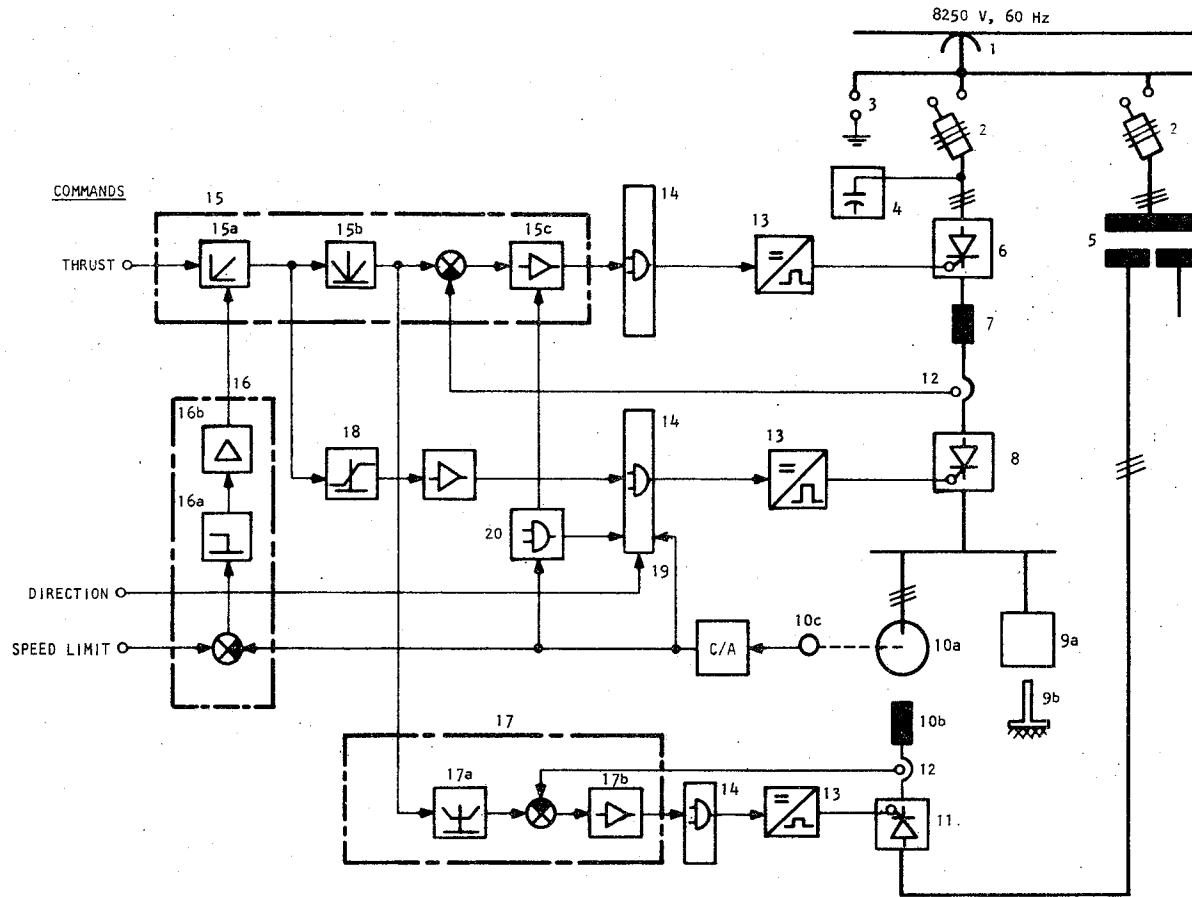 8250 V, 60 Hz
1
3
2
2
COMMANDS
15
14
4
15a
15b
15c
13
5
6
THRUST
7
16
12
16b
14
18
13
8
16a
20
19
DIRECTION
10c
SPEED LIMIT
C/A
10a
9a
9b
17
10b
12
17a
17b
14
13
11.